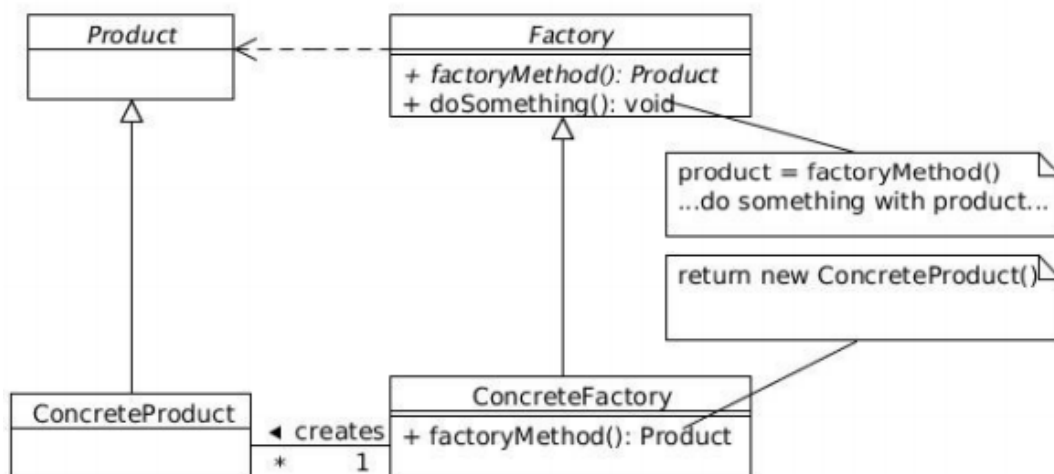 Product
Factory
+ factoryMethod(): Product
+ doSomething(): void
product = factoryMethod()
...do something with product...
return new ConcreteProduct()
ConcreteProduct
ConcreteFactory
+ factoryMethod(): Product
◄ creates
* 1